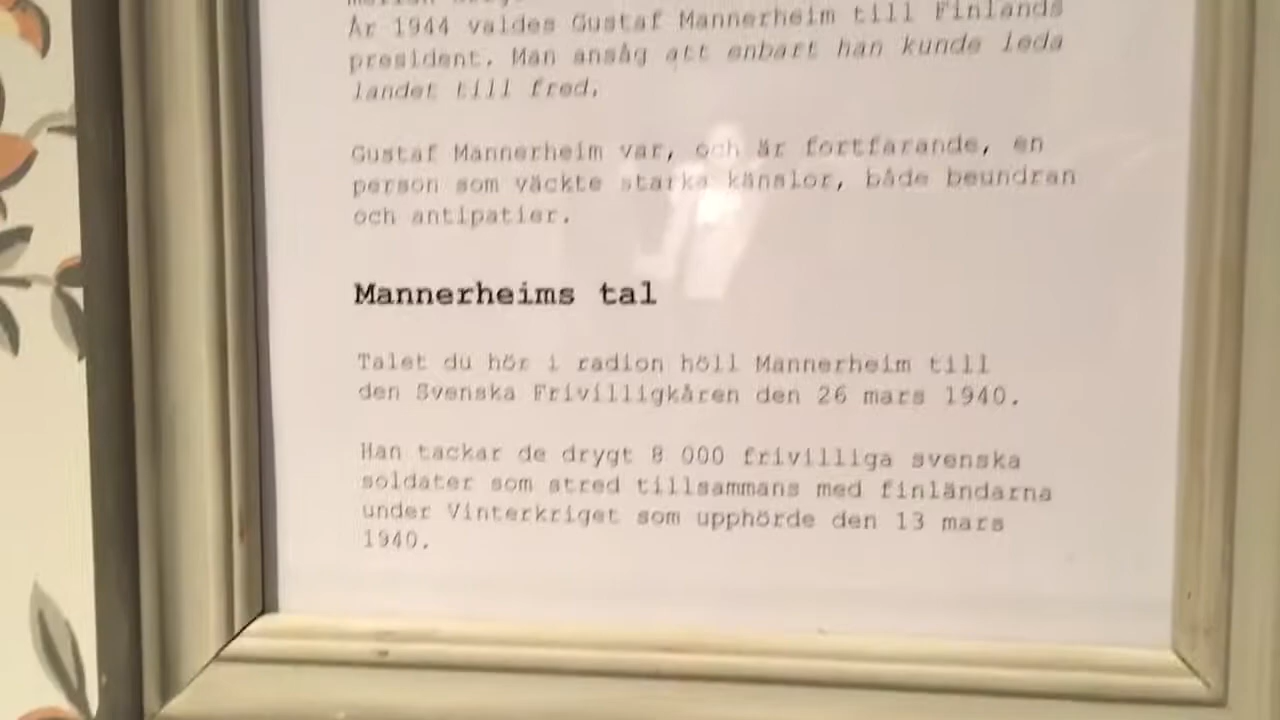 År 1944 valdes Gustaf Mannerheim till Finlands
president. Man ansåg att enbart han kunde leda
landet till fred.
Gustaf Mannerheim var, och är fortfarande, en
person som väckte starka känslor, både beundran
och antipatier.
Mannerheims tal
Talet du hör i radion höll Mannerheim till
den Svenska Frivilligkåren den 26 mars 1940.
Han tackar de drygt 8 000 frivilliga svenska
soldater som stred tillsammans med finländarna
under Vinterkriget som upphörde den 13 mars
1940.